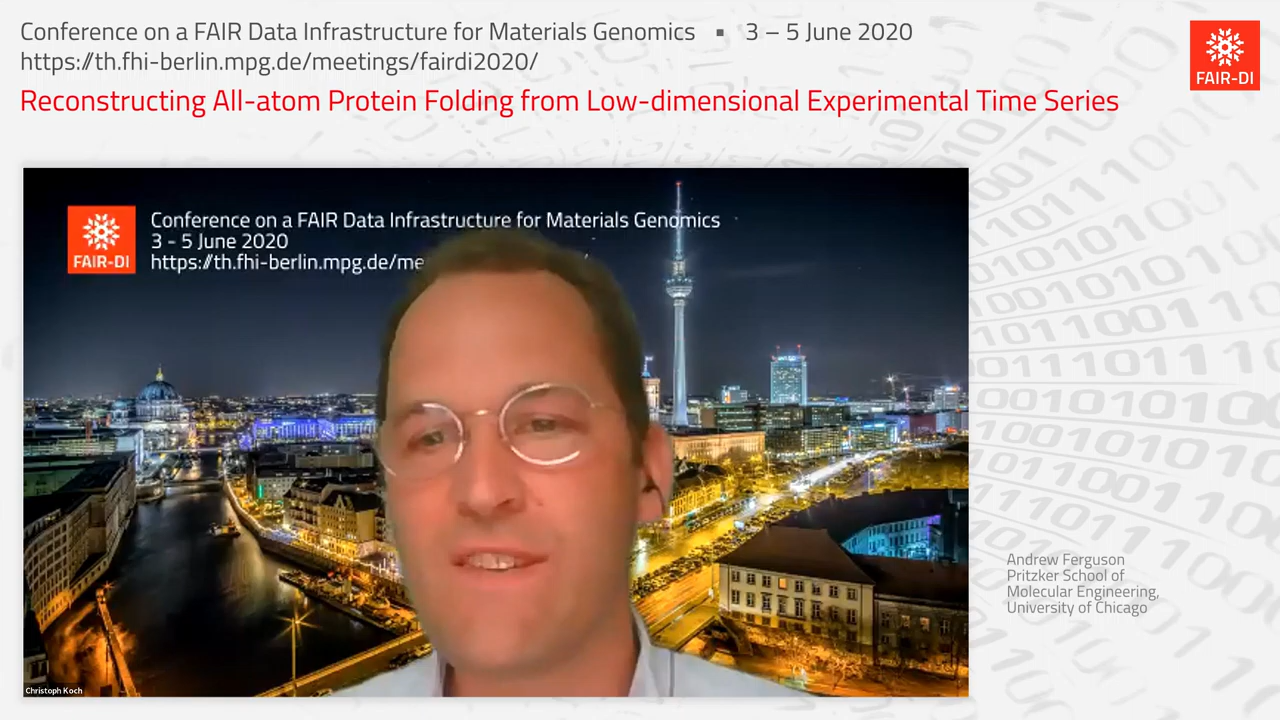 Conference on a FAIR Data Infrastructure for Materials Genomics ▪ 3 – 5 June 2020
https://th.fhi-berlin.mpg.de/meetings/fairdi2020/
FAIR-DI
Reconstructing All-atom Protein Folding from Low-dimensional Experimental Time Series
Conference on a FAIR Data Infrastructure for Materials Genomics
3 - 5 June 2020
https://th.fhi-berlin.mpg.de/me
FAIR-DI
Andrew Ferguson
Pritzker School of
Molecular Engineering,
University of Chicago
Christoph Koch